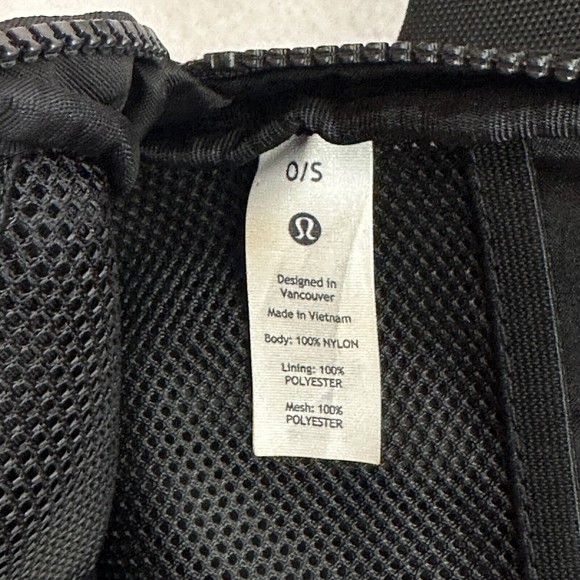 O/S
Designed in
Vancouver
Made in Vietnam
Body: 100% NYLON
Lining: 100%
POLYESTER
Mesh: 100%
POLYESTER